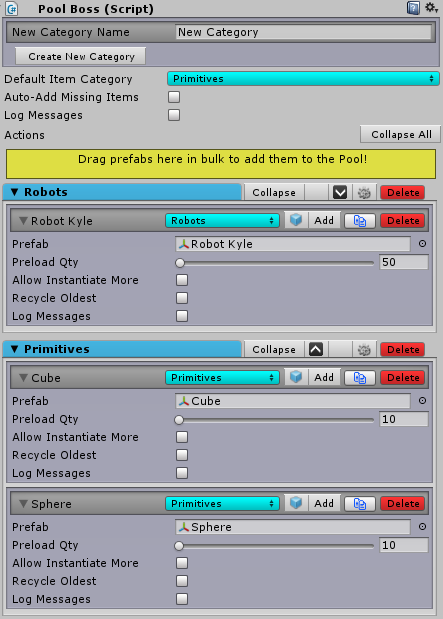 Pool Boss (Script)
New Category Name New Category
Create New Category
Default Item Category Primitives
Auto-Add Missing Items
Log Messages
Actions Collapse All
Drag prefabs here in bulk to add them to the Pool!
Robots Collapse Delete
Robot Kyle Robots Add Delete
Prefab Robot Kyle
Preload Qty 50
Allow Instantiate More
Recycle Oldest
Log Messages
Primitives Collapse Delete
Cube Primitives Add Delete
Prefab Cube
Preload Qty 10
Allow Instantiate More
Recycle Oldest
Log Messages
Sphere Primitives Add Delete
Prefab Sphere
Preload Qty 10
Allow Instantiate More
Recycle Oldest
Log Messages